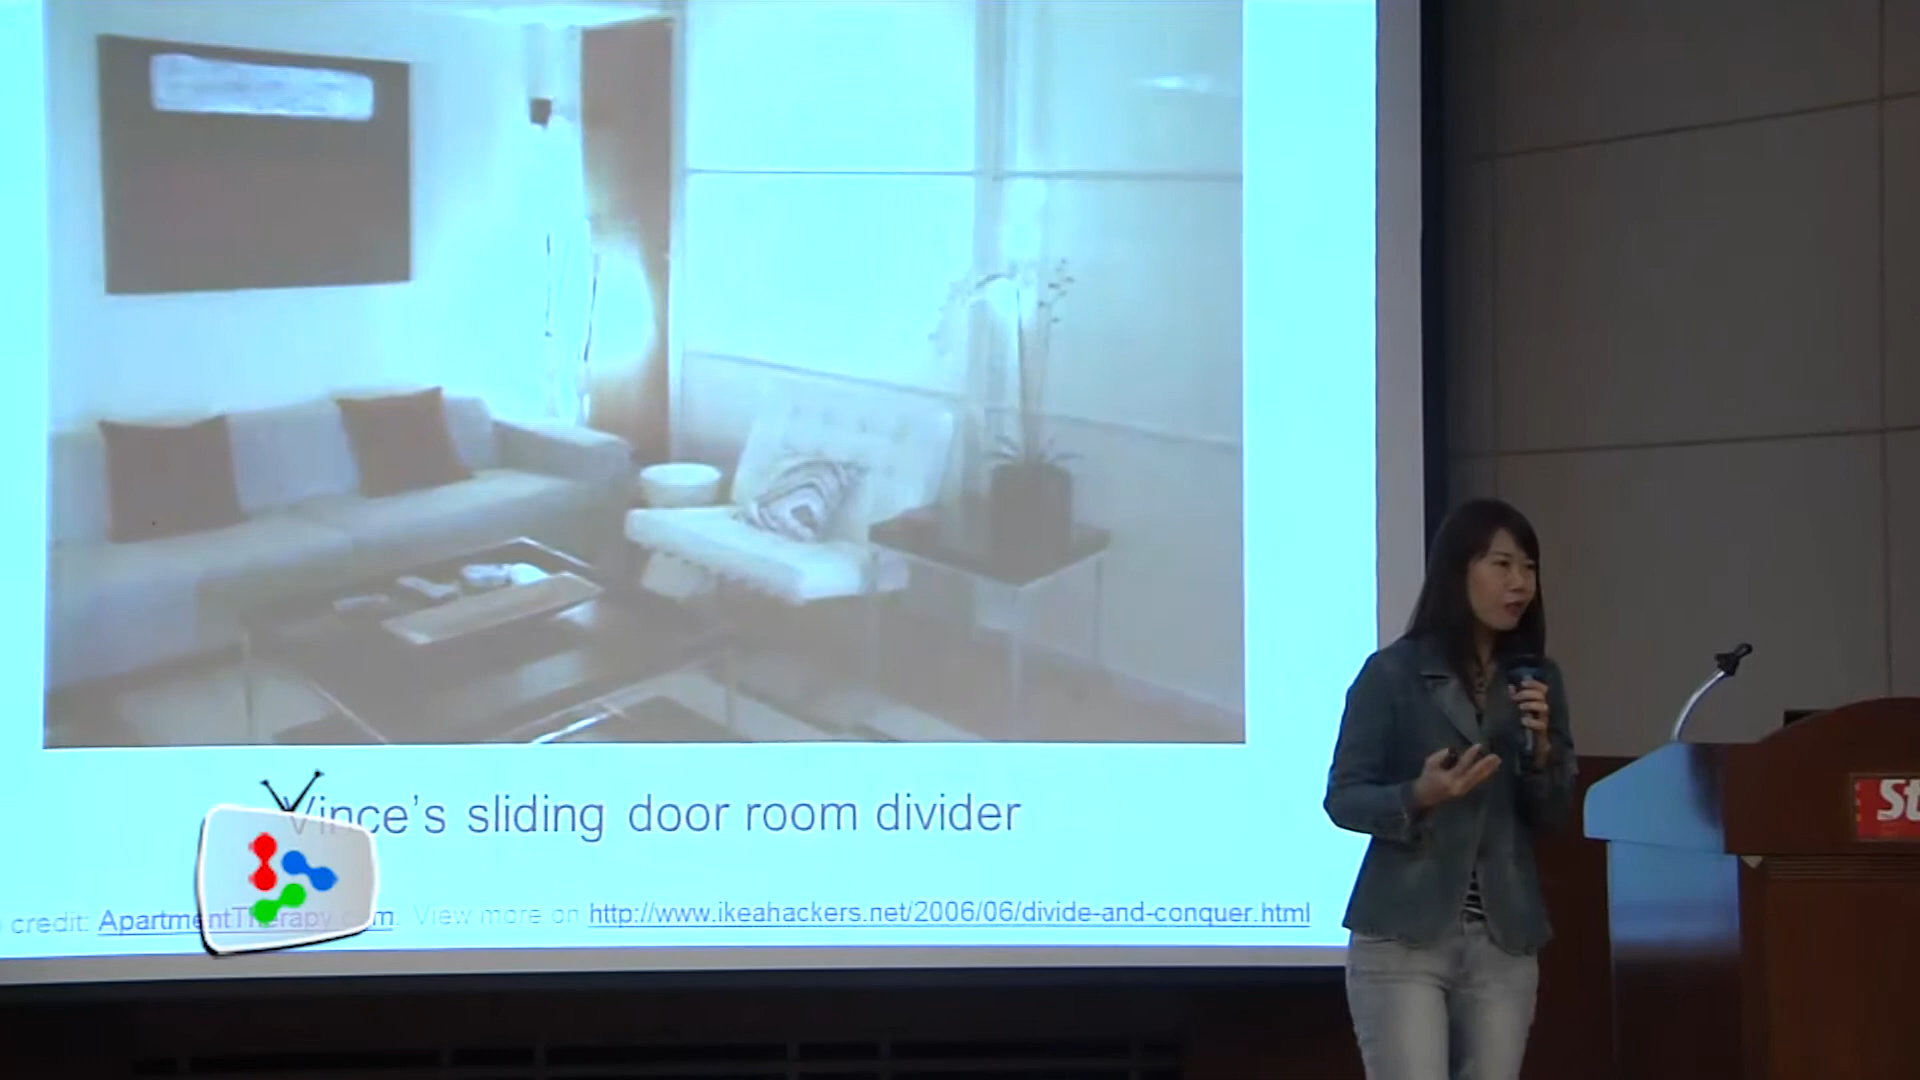 Vince's sliding door room divider
credit: ApartmentTherapy.com. View more on http://www.ikeahackers.net/2006/06/divide-and-conquer.html
St